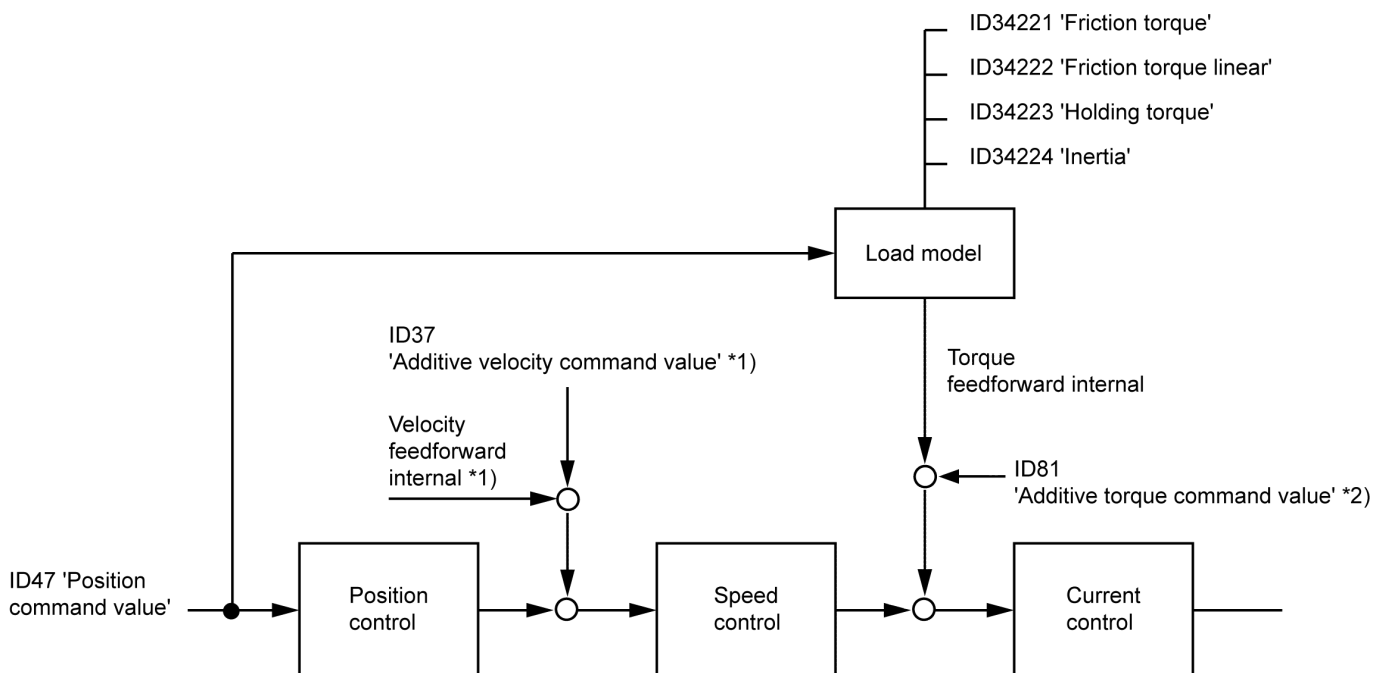 ID34221 'Friction torque'
ID34222 'Friction torque linear'
ID34223 'Holding torque'
ID34224 'Inertia'
Load model
ID37
'Additive velocity command value' *1)
Torque
feedforward internal
Velocity
feedforward
internal *1)
ID81
'Additive torque command value' *2)
ID47 'Position
command value'
Position
control
Speed
control
Current
control